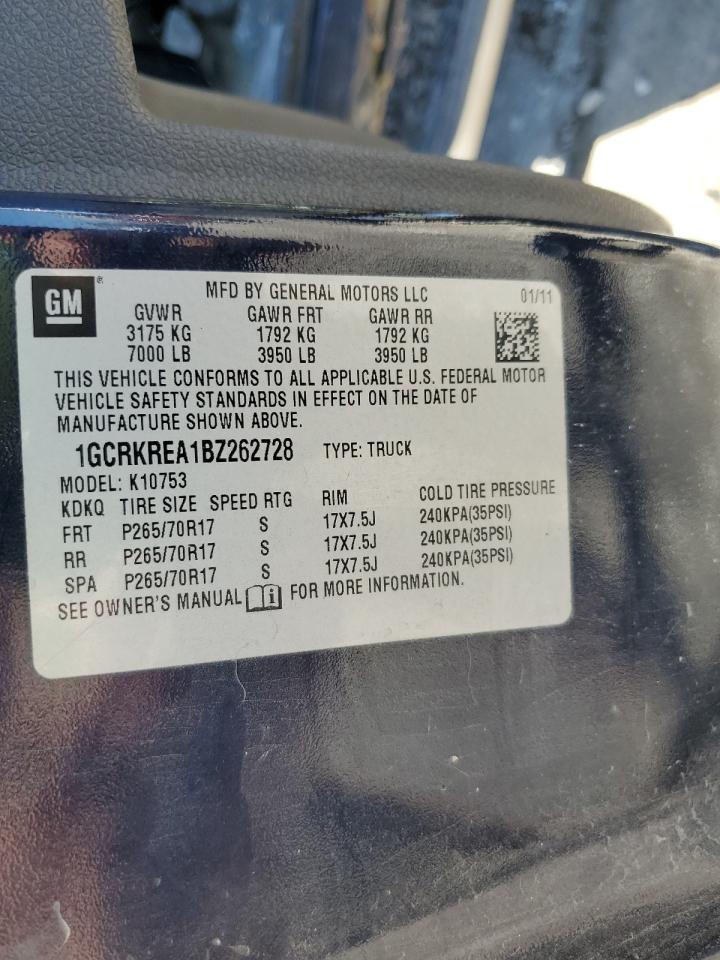 GM ®
MFD BY GENERAL MOTORS LLC 01/11
GVWR GAWR FRT GAWR RR
3175 KG 1792 KG 1792 KG
7000 LB 3950 LB 3950 LB
THIS VEHICLE CONFORMS TO ALL APPLICABLE U.S. FEDERAL MOTOR
VEHICLE SAFETY STANDARDS IN EFFECT ON THE DATE OF
MANUFACTURE SHOWN ABOVE.
1GCRKREA1BZ262728 TYPE: TRUCK
MODEL: K10753
KDKQ TIRE SIZE SPEED RTG RIM COLD TIRE PRESSURE
FRT P265/70R17 S 17X7.5J 240KPA(35PSI)
RR P265/70R17 S 17X7.5J 240KPA(35PSI)
SPA P265/70R17 S 17X7.5J 240KPA(35PSI)
SEE OWNER'S MANUAL i FOR MORE INFORMATION.